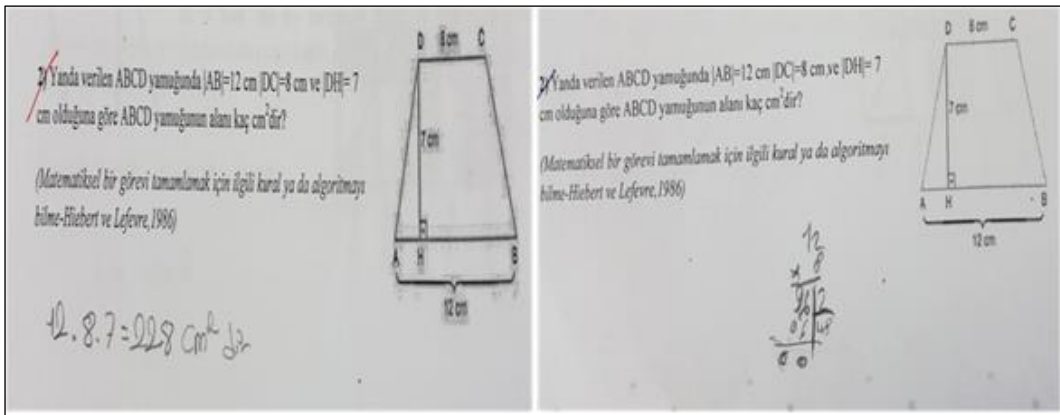 2) Yanda verilen ABCD yamuğunda |AB|=12 cm |DC|=8 cm ve |DH|= 7
cm olduğuna göre ABCD yamuğunun alanı kaç cm²dir?
(Matematiksel bir görevi tamamlamak için ilgili kural ya da algoritmayı
bilme-Hiebert ve Lefevre,1986)
D 8 cm C
7 cm
A H B
12 cm
12.8.7=228 cm² dir
2) Yanda verilen ABCD yamuğunda |AB|=12 cm |DC|=8 cm ve |DH|= 7
cm olduğuna göre ABCD yamuğunun alanı kaç cm²dir?
(Matematiksel bir görevi tamamlamak için ilgili kural ya da algoritmayı
bilme-Hiebert ve Lefevre,1986)
D 8 cm C
7 cm
A H B
12 cm
12
x 8
96 2
48
0 0